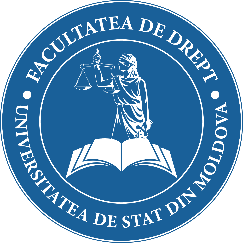 FACULTATEA DE DREPT
UNIVERSITATEA DE STAT DIN MOLDOVA